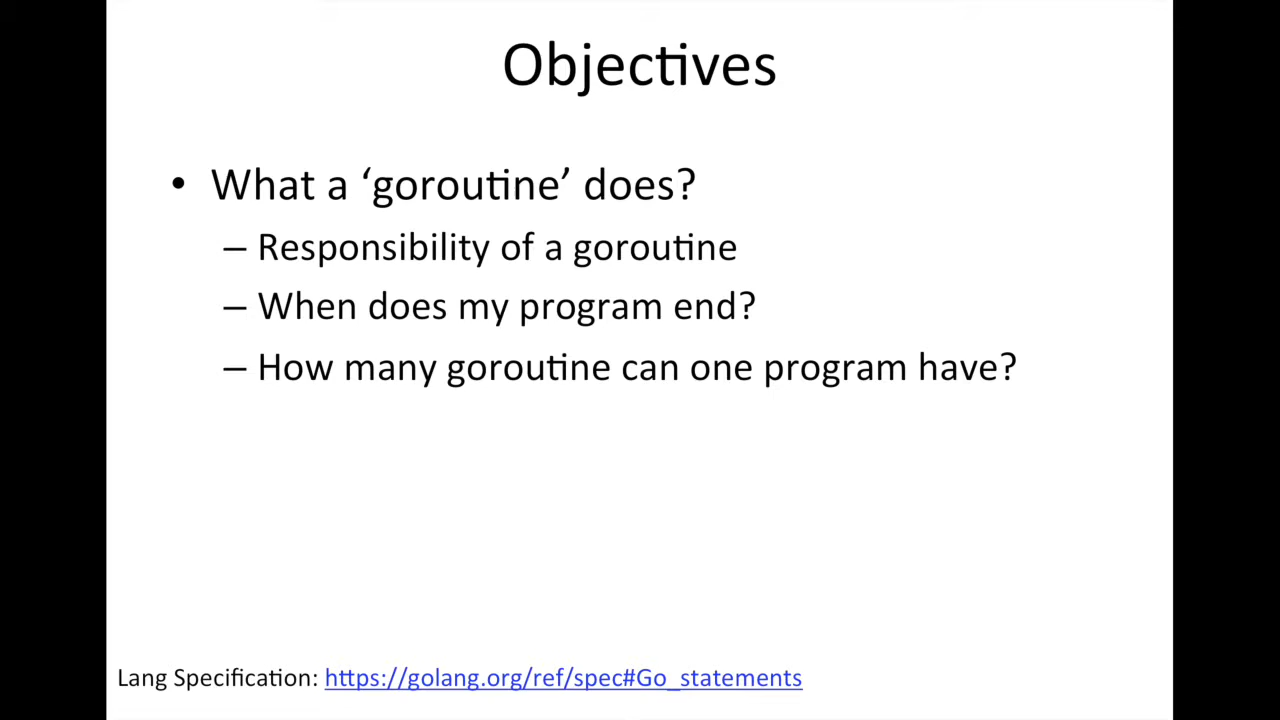 Objectives
• What a ‘goroutine’ does?
– Responsibility of a goroutine
– When does my program end?
– How many goroutine can one program have?
Lang Specification: https://golang.org/ref/spec#Go_statements